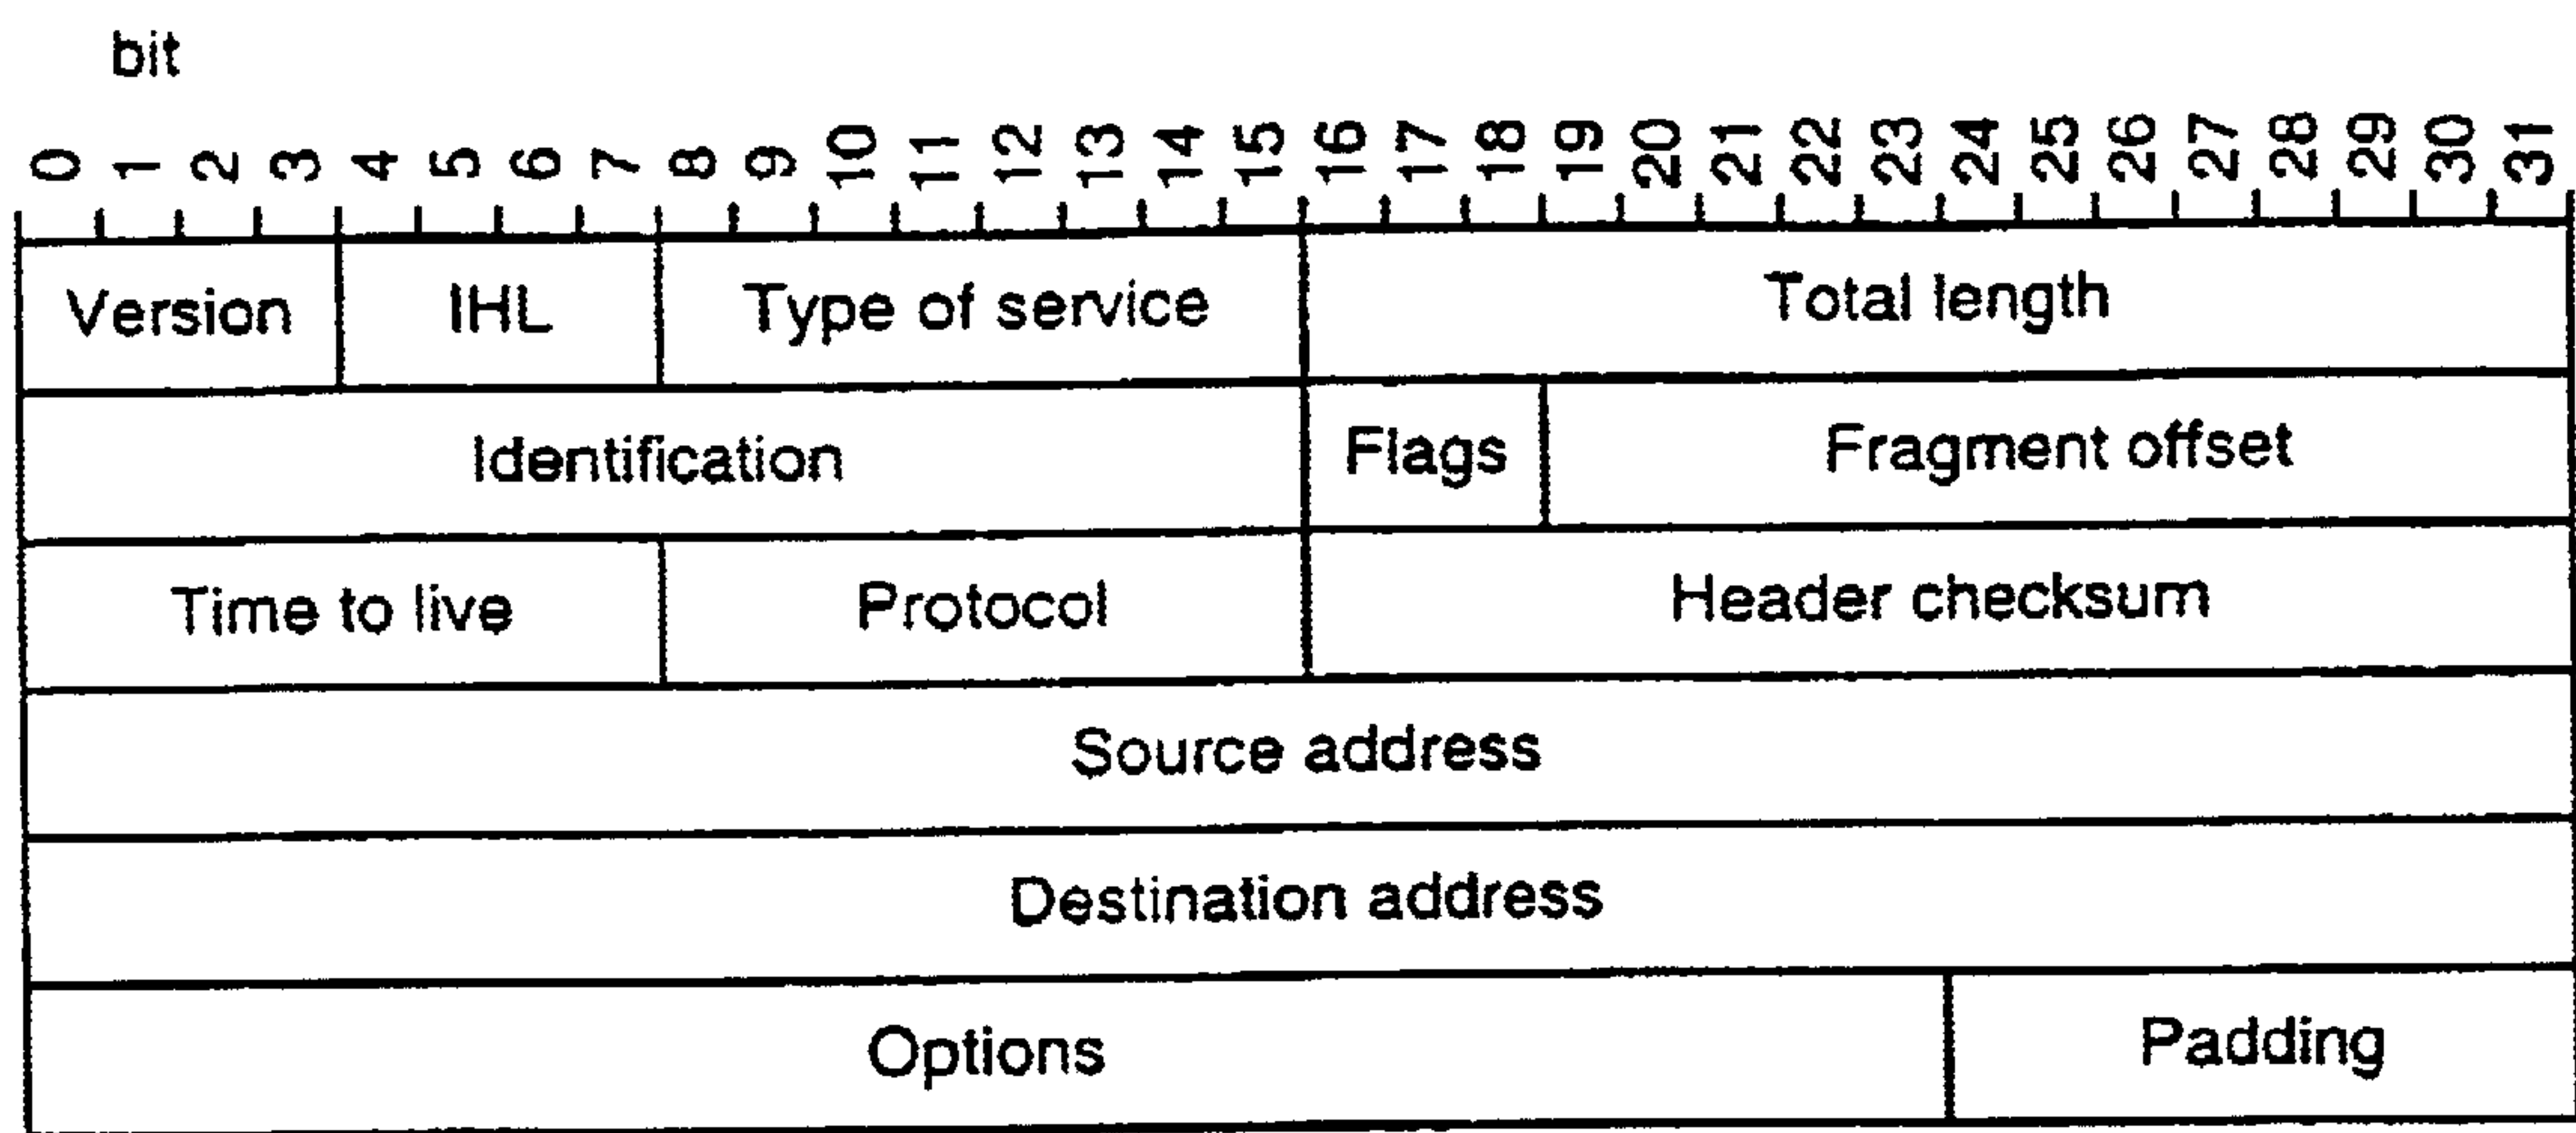 bit
0 1 2 3 4 5 6 7 8 9 10 11 12 13 14 15 16 17 18 19 20 21 22 23 24 25 26 27 28 29 30 31
Version IHL Type of service Total length
Identification Flags Fragment offset
Time to live Protocol Header checksum
Source address
Destination address
Options Padding